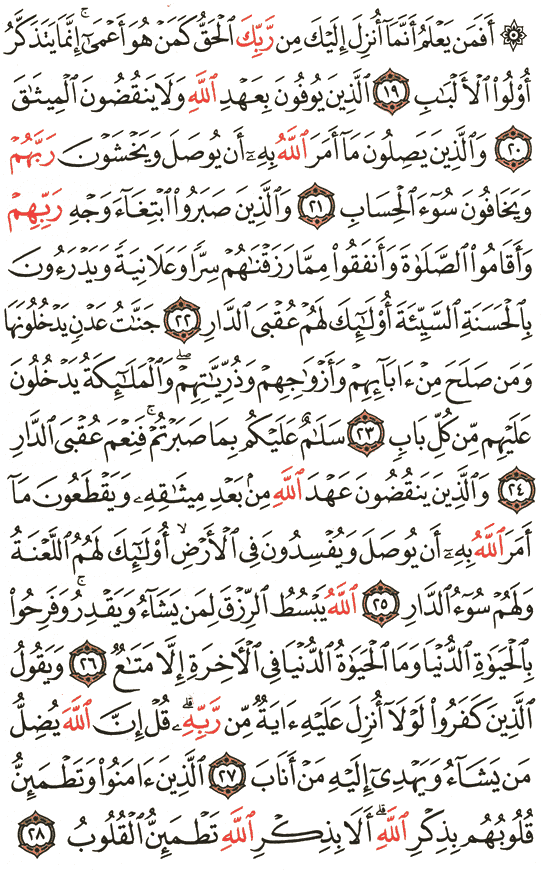 ۞ أَفَمَن يَعْلَمُ أَنَّمَآ أُنزِلَ إِلَيْكَ مِن رَّبِّكَ ٱلْحَقُّ كَمَنْ هُوَ أَعْمَىٰٓ ۚ إِنَّمَا يَتَذَكَّرُ
أُو۟لُوا۟ ٱلْأَلْبَٰبِ ١٩ ٱلَّذِينَ يُوفُونَ بِعَهْدِ ٱللَّهِ وَلَا يَنقُضُونَ ٱلْمِيثَٰقَ
٢٠ وَٱلَّذِينَ يَصِلُونَ مَآ أَمَرَ ٱللَّهُ بِهِۦٓ أَن يُوصَلَ وَيَخْشَوْنَ رَبَّهُمْ
وَيَخَافُونَ سُوٓءَ ٱلْحِسَابِ ٢١ وَٱلَّذِينَ صَبَرُوا۟ ٱبْتِغَآءَ وَجْهِ رَبِّهِمْ
وَأَقَامُوا۟ ٱلصَّلَوٰةَ وَأَنفَقُوا۟ مِمَّا رَزَقْنَٰهُمْ سِرًّا وَعَلَانِيَةً وَيَدْرَءُونَ
بِٱلْحَسَنَةِ ٱلسَّيِّئَةَ أُو۟لَٰٓئِكَ لَهُمْ عُقْبَى ٱلدَّارِ ٢٢ جَنَّٰتُ عَدْنٍ يَدْخُلُونَهَا
وَمَن صَلَحَ مِنْ ءَابَآئِهِمْ وَأَزْوَٰجِهِمْ وَذُرِّيَّٰتِهِمْ ۖ وَٱلْمَلَٰٓئِكَةُ يَدْخُلُونَ
عَلَيْهِم مِّن كُلِّ بَابٍ ٢٣ سَلَٰمٌ عَلَيْكُم بِمَا صَبَرْتُمْ ۚ فَنِعْمَ عُقْبَى ٱلدَّارِ
٢٤ وَٱلَّذِينَ يَنقُضُونَ عَهْدَ ٱللَّهِ مِنۢ بَعْدِ مِيثَٰقِهِۦ وَيَقْطَعُونَ مَآ
أَمَرَ ٱللَّهُ بِهِۦٓ أَن يُوصَلَ وَيُفْسِدُونَ فِى ٱلْأَرْضِ ۙ أُو۟لَٰٓئِكَ لَهُمُ ٱللَّعْنَةُ
وَلَهُمْ سُوٓءُ ٱلدَّارِ ٢٥ ٱللَّهُ يَبْسُطُ ٱلرِّزْقَ لِمَن يَشَآءُ وَيَقْدِرُ ۚ وَفَرِحُوا۟
بِٱلْحَيَوٰةِ ٱلدُّنْيَا وَمَا ٱلْحَيَوٰةُ ٱلدُّنْيَا فِى ٱلْءَاخِرَةِ إِلَّا مَتَٰعٌ ٢٦ وَيَقُولُ
ٱلَّذِينَ كَفَرُوا۟ لَوْلَآ أُنزِلَ عَلَيْهِ ءَايَةٌ مِّن رَّبِّهِۦ ۗ قُلْ إِنَّ ٱللَّهَ يُضِلُّ
مَن يَشَآءُ وَيَهْدِىٓ إِلَيْهِ مَنْ أَنَابَ ٢٧ ٱلَّذِينَ ءَامَنُوا۟ وَتَطْمَئِنُّ
قُلُوبُهُم بِذِكْرِ ٱللَّهِ ۗ أَلَا بِذِكْرِ ٱللَّهِ تَطْمَئِنُّ ٱلْقُلُوبُ ٢٨